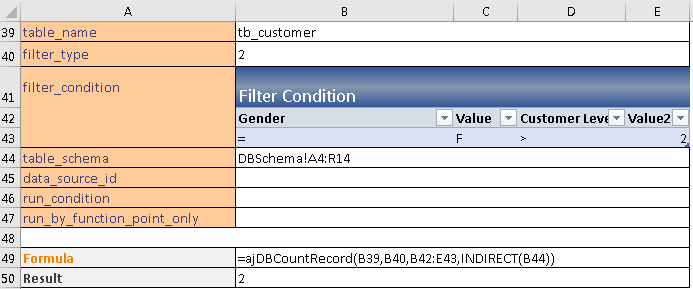 A B C D E
39 table_name tb_customer
40 filter_type 2
41 filter_condition Filter Condition
42 Gender Value Customer Leve Value2
43 = F > 2
44 table_schema DBSchema!A4:R14
45 data_source_id
46 run_condition
47 run_by_function_point_only
48
49 Formula =ajDBCountRecord(B39,B40,B42:E43,INDIRECT(B44))
50 Result 2